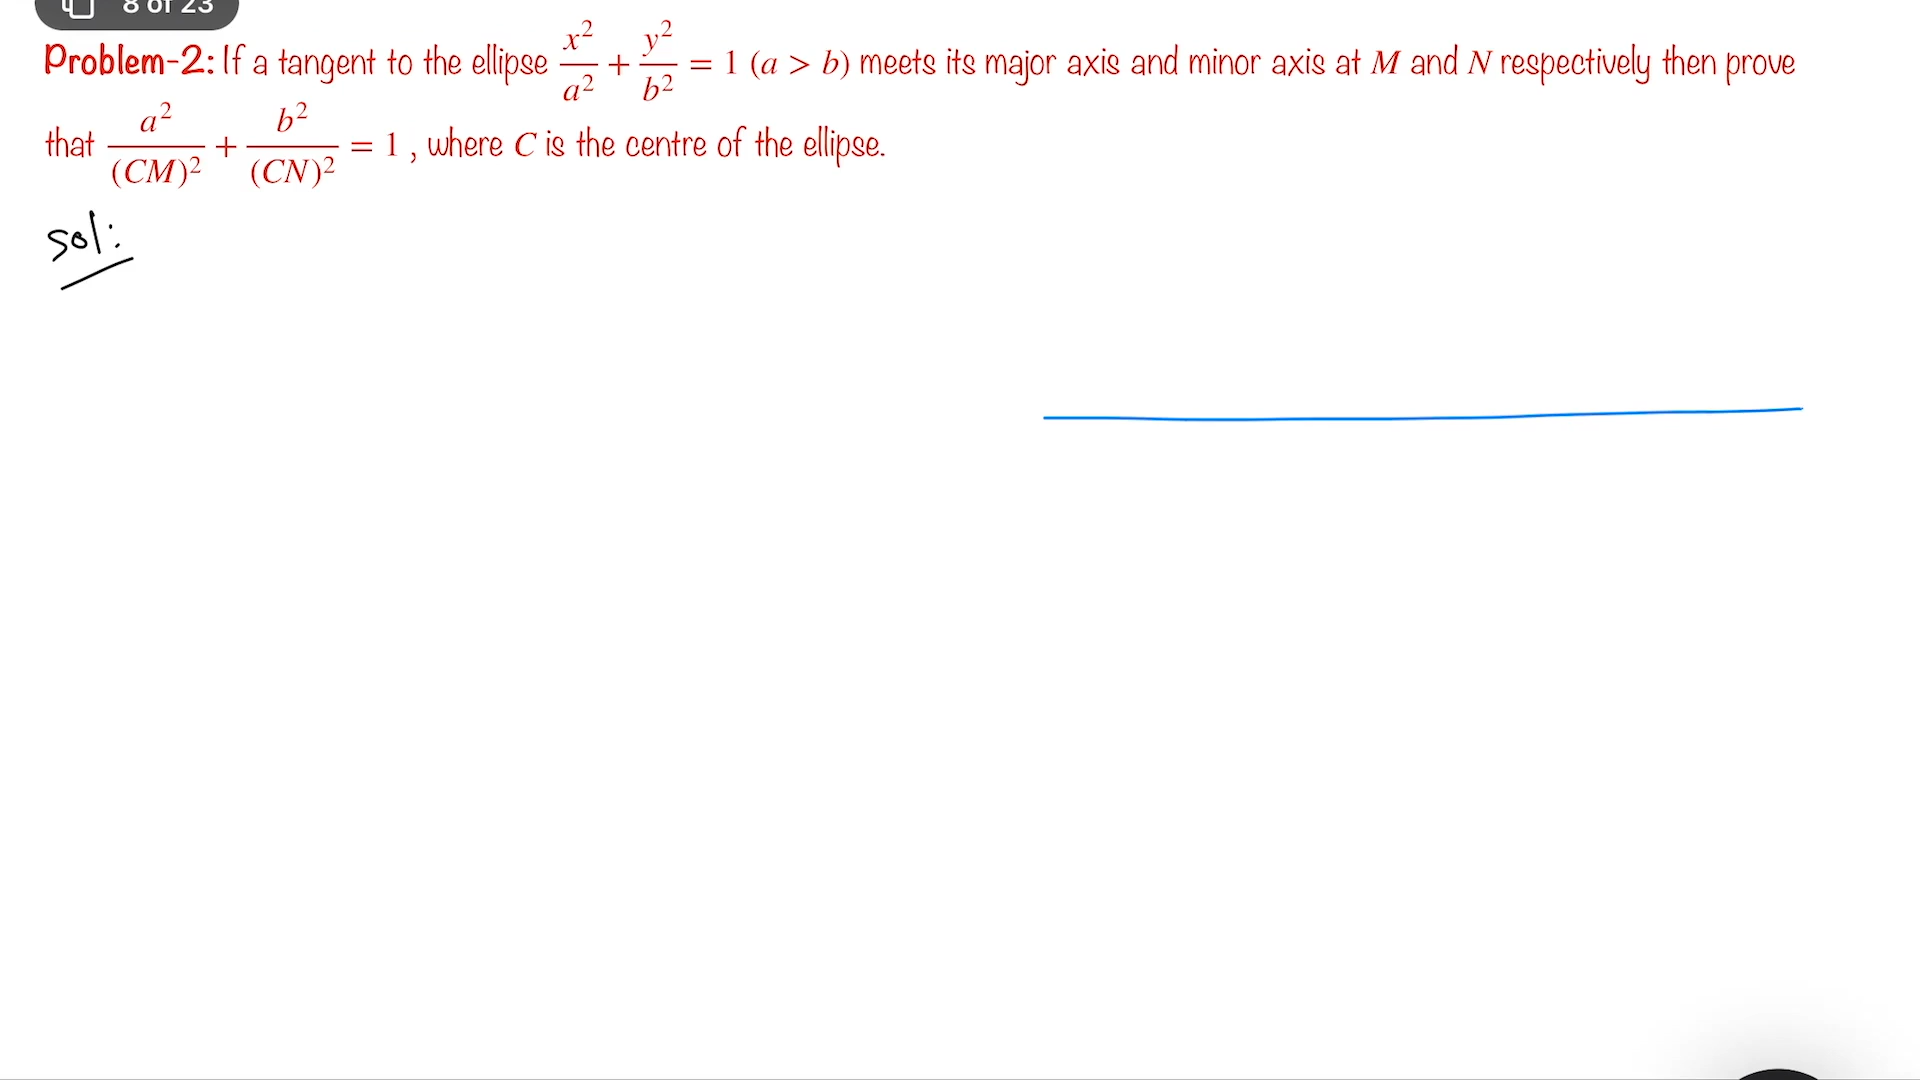 8 of 23
Problem-2: If a tangent to the ellipse x²/a² + y²/b² = 1 (a > b) meets its major axis and minor axis at M and N respectively then prove
that a²/(CM)² + b²/(CN)² = 1 , where C is the centre of the ellipse.
Sol: